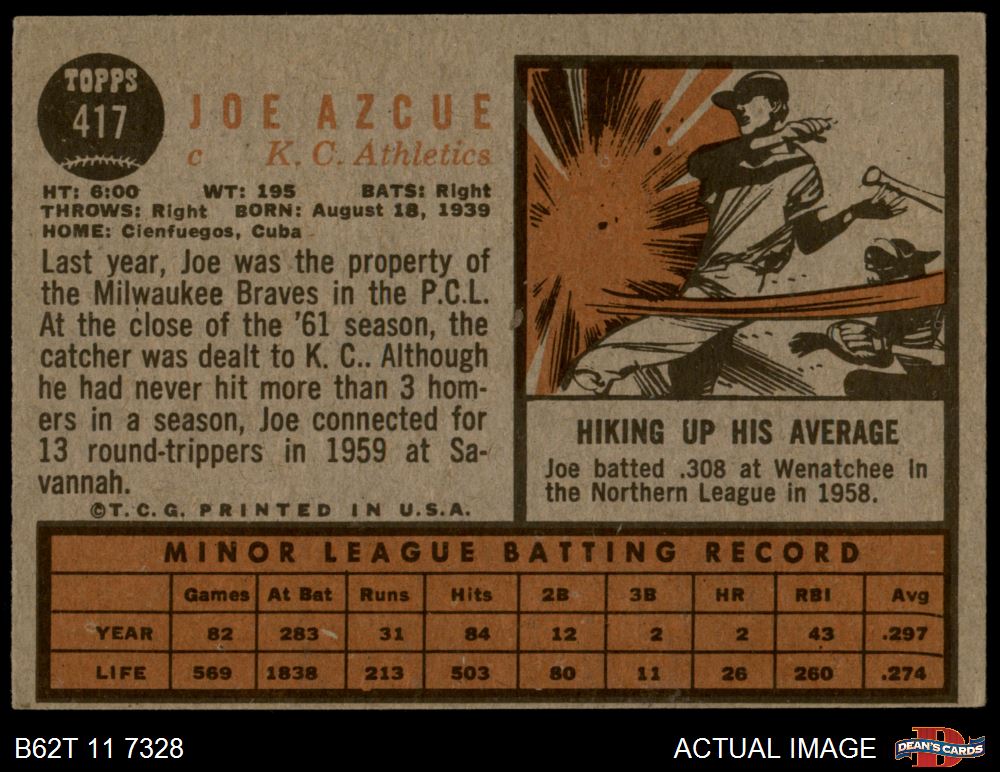 TOPPS
417
JOE AZCUE
c K. C. Athletics
HT: 6:00 WT: 195 BATS: Right
THROWS: Right BORN: August 18, 1939
HOME: Cienfuegos, Cuba
Last year, Joe was the property of
the Milwaukee Braves in the P.C.L.
At the close of the '61 season, the
catcher was dealt to K. C.. Although
he had never hit more than 3 hom-
ers in a season, Joe connected for
13 round-trippers in 1959 at Sa-
vannah.
©T.C.G. PRINTED IN U.S.A.
HIKING UP HIS AVERAGE
Joe batted .308 at Wenatchee in
the Northern League in 1958.
MINOR LEAGUE BATTING RECORD
Games At Bat Runs Hits 2B 3B HR RBI Avg
YEAR 82 283 31 84 12 2 2 43 .297
LIFE 569 1838 213 503 80 11 26 260 .274
B62T 11 7328
ACTUAL IMAGE
D
DEAN'S CARDS